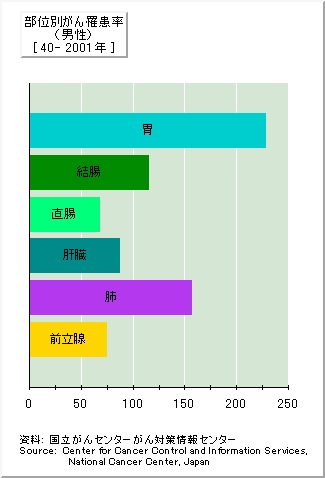 部位別がん罹患率
(男性)
[ 40- 2001年 ]
胃
結腸
直腸
肝臓
肺
前立腺
0 50 100 150 200 250
資料: 国立がんセンターがん対策情報センター
Source: Center for Cancer Control and Information Services,
National Cancer Center, Japan